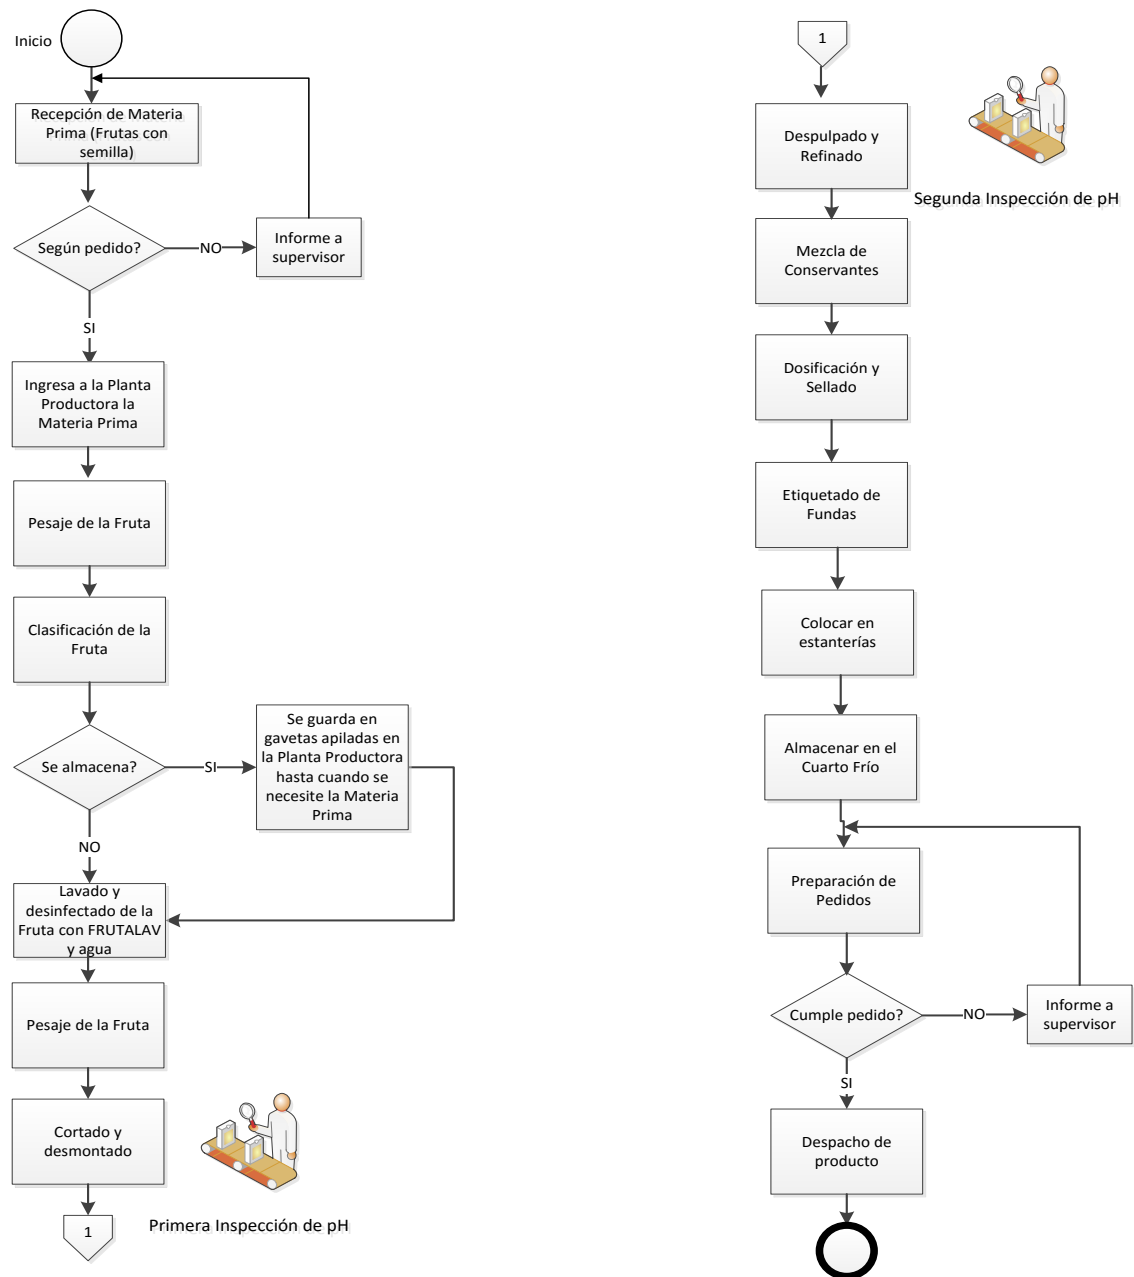 Inicio
Recepción de Materia
Prima (Frutas con
semilla)
Según pedido?
NO
Informe a
supervisor
SI
Ingresa a la Planta
Productora la
Materia Prima
Pesaje de la Fruta
Clasificación de la
Fruta
Se almacena?
SI
Se guarda en
gavetas apiladas en
la Planta Productora
hasta cuando se
necesite la Materia
Prima
NO
Lavado y
desinfectado de la
Fruta con FRUTALAV
y agua
Pesaje de la Fruta
Cortado y
desmontado
Primera Inspección de pH
1
1
Despulpado y
Refinado
Segunda Inspección de pH
Mezcla de
Conservantes
Dosificación y
Sellado
Etiquetado de
Fundas
Colocar en
estanterías
Almacenar en el
Cuarto Frío
Preparación de
Pedidos
Cumple pedido?
NO
Informe a
supervisor
SI
Despacho de
producto